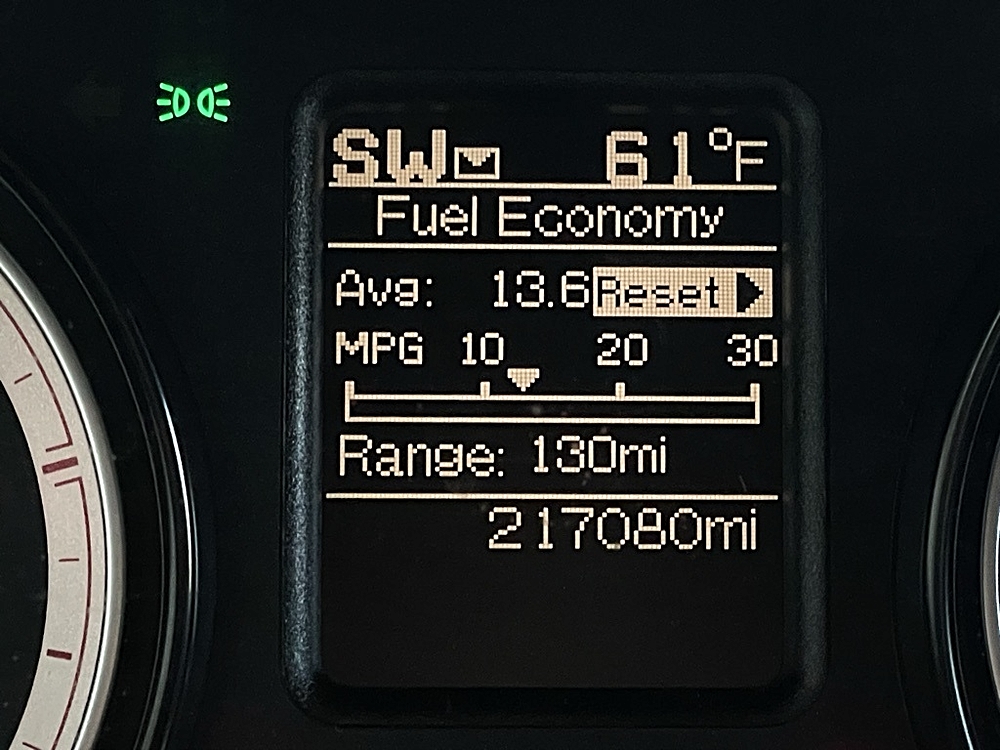 SW 61°F
Fuel Economy
Avg: 13.6 Reset
MPG 10 20 30
Range: 130mi
217080mi